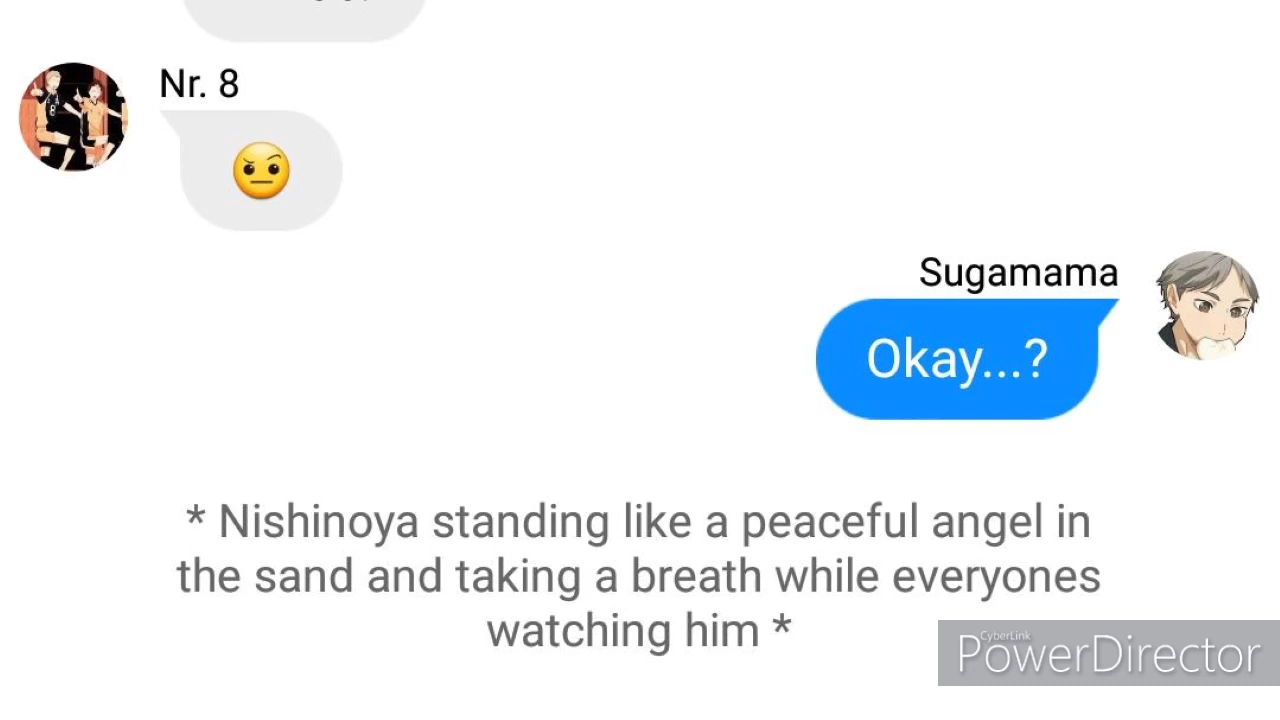 Nr. 8
🤨
Sugamama
Okay...?
* Nishinoya standing like a peaceful angel in
the sand and taking a breath while everyones
watching him *
CyberLink
PowerDirector